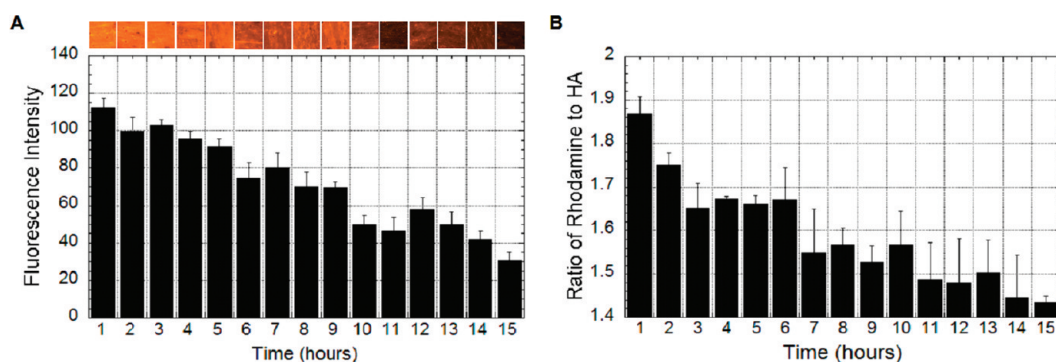 A
Fluorescence Intensity
140
120
100
80
60
40
20
0
1 2 3 4 5 6 7 8 9 10 11 12 13 14 15
Time (hours)
B
Ratio of Rhodamine to HA
2
1.9
1.8
1.7
1.6
1.5
1.4
1 2 3 4 5 6 7 8 9 10 11 12 13 14 15
Time (hours)